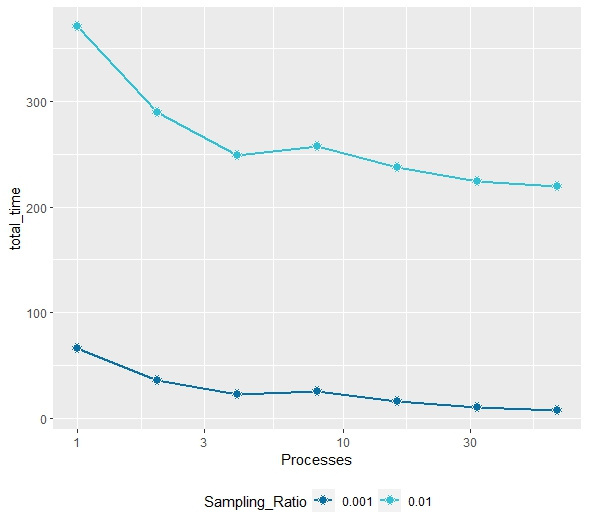 total_time
300
200
100
0
1 3 10 30
Processes
Sampling_Ratio 0.001 0.01